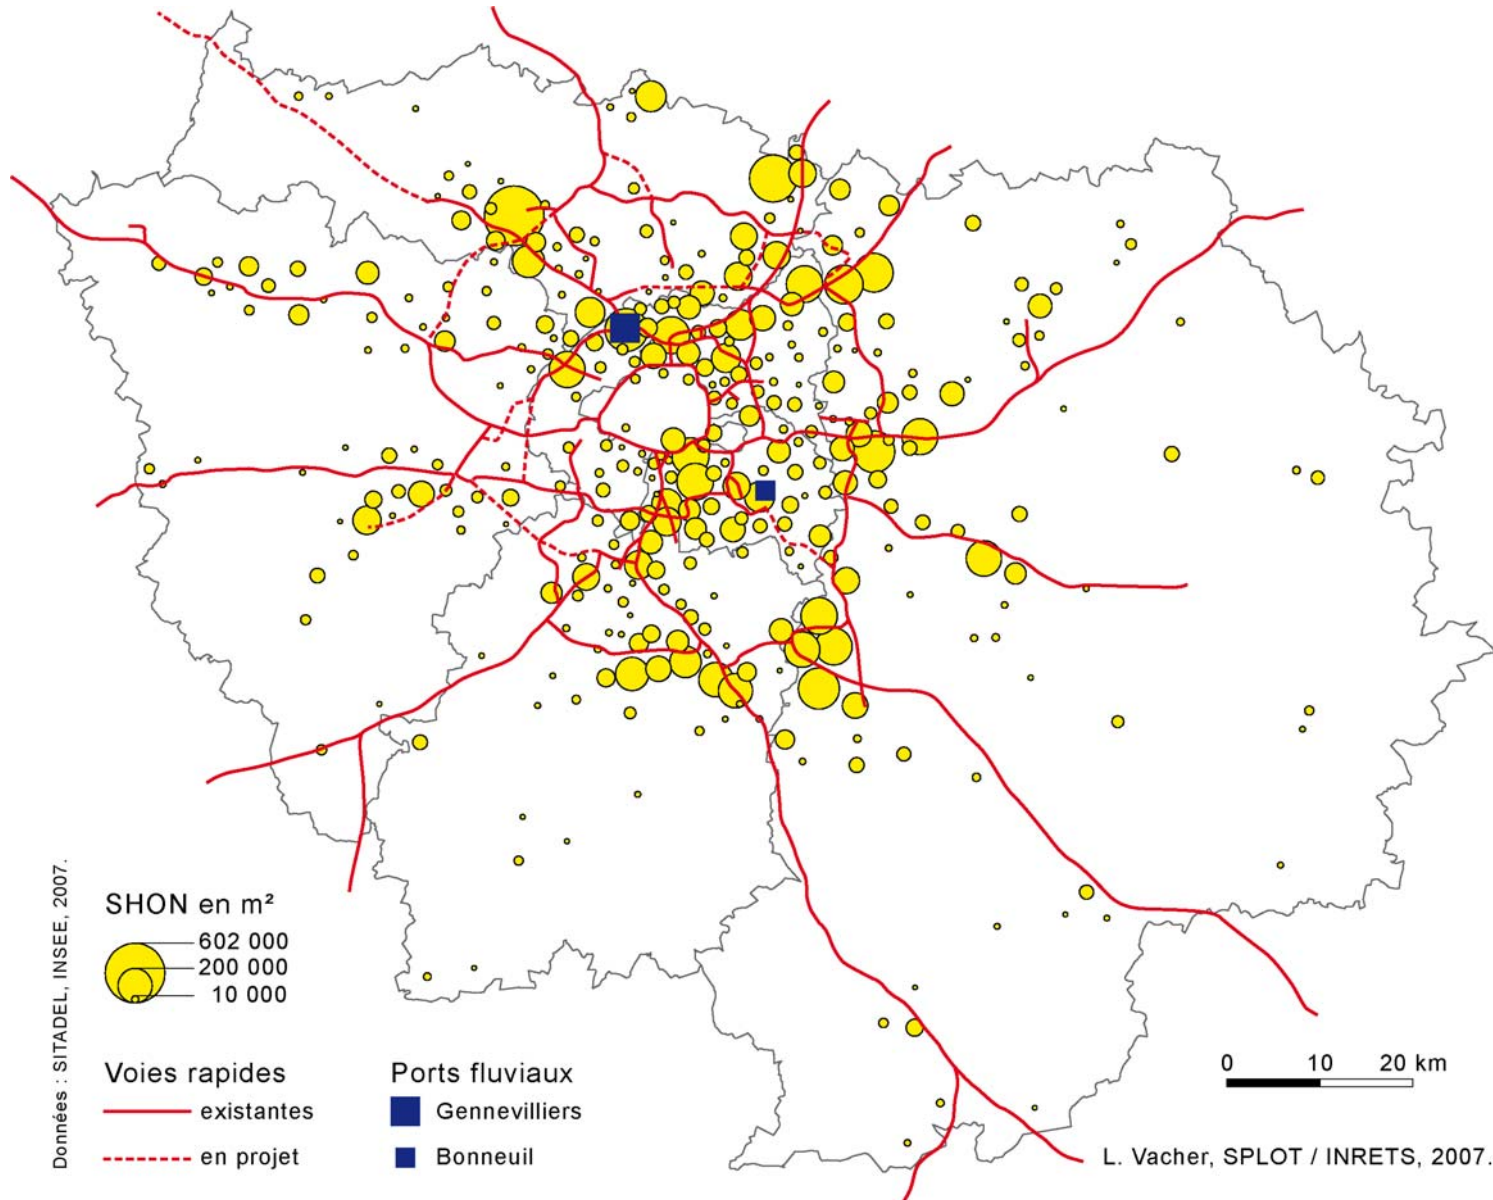 Données : SITADEL, INSEE, 2007.
SHON en m²
602 000
200 000
10 000
Voies rapides
existantes
en projet
Ports fluviaux
Gennevilliers
Bonneuil
0 10 20 km
L. Vacher, SPLOT / INRETS, 2007.